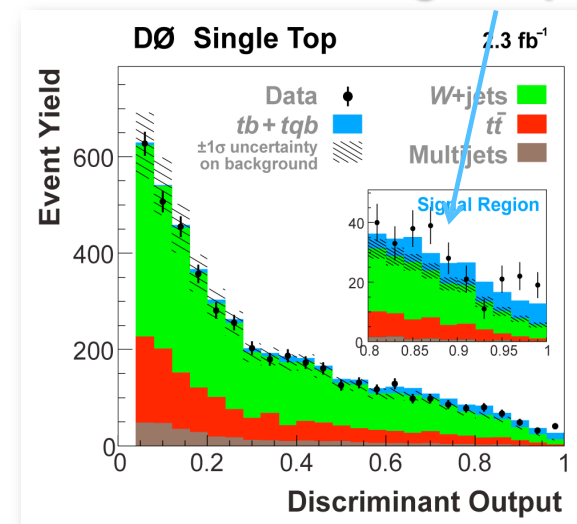 DØ Single Top
2.3 fb⁻¹
Event Yield
600
400
200
0
Data
tb + tqb
±1σ uncertainty
on background
W+jets
tt̄
Multijets
Signal Region
40
20
0
0.8 0.85 0.9 0.95 1
0 0.2 0.4 0.6 0.8 1
Discriminant Output